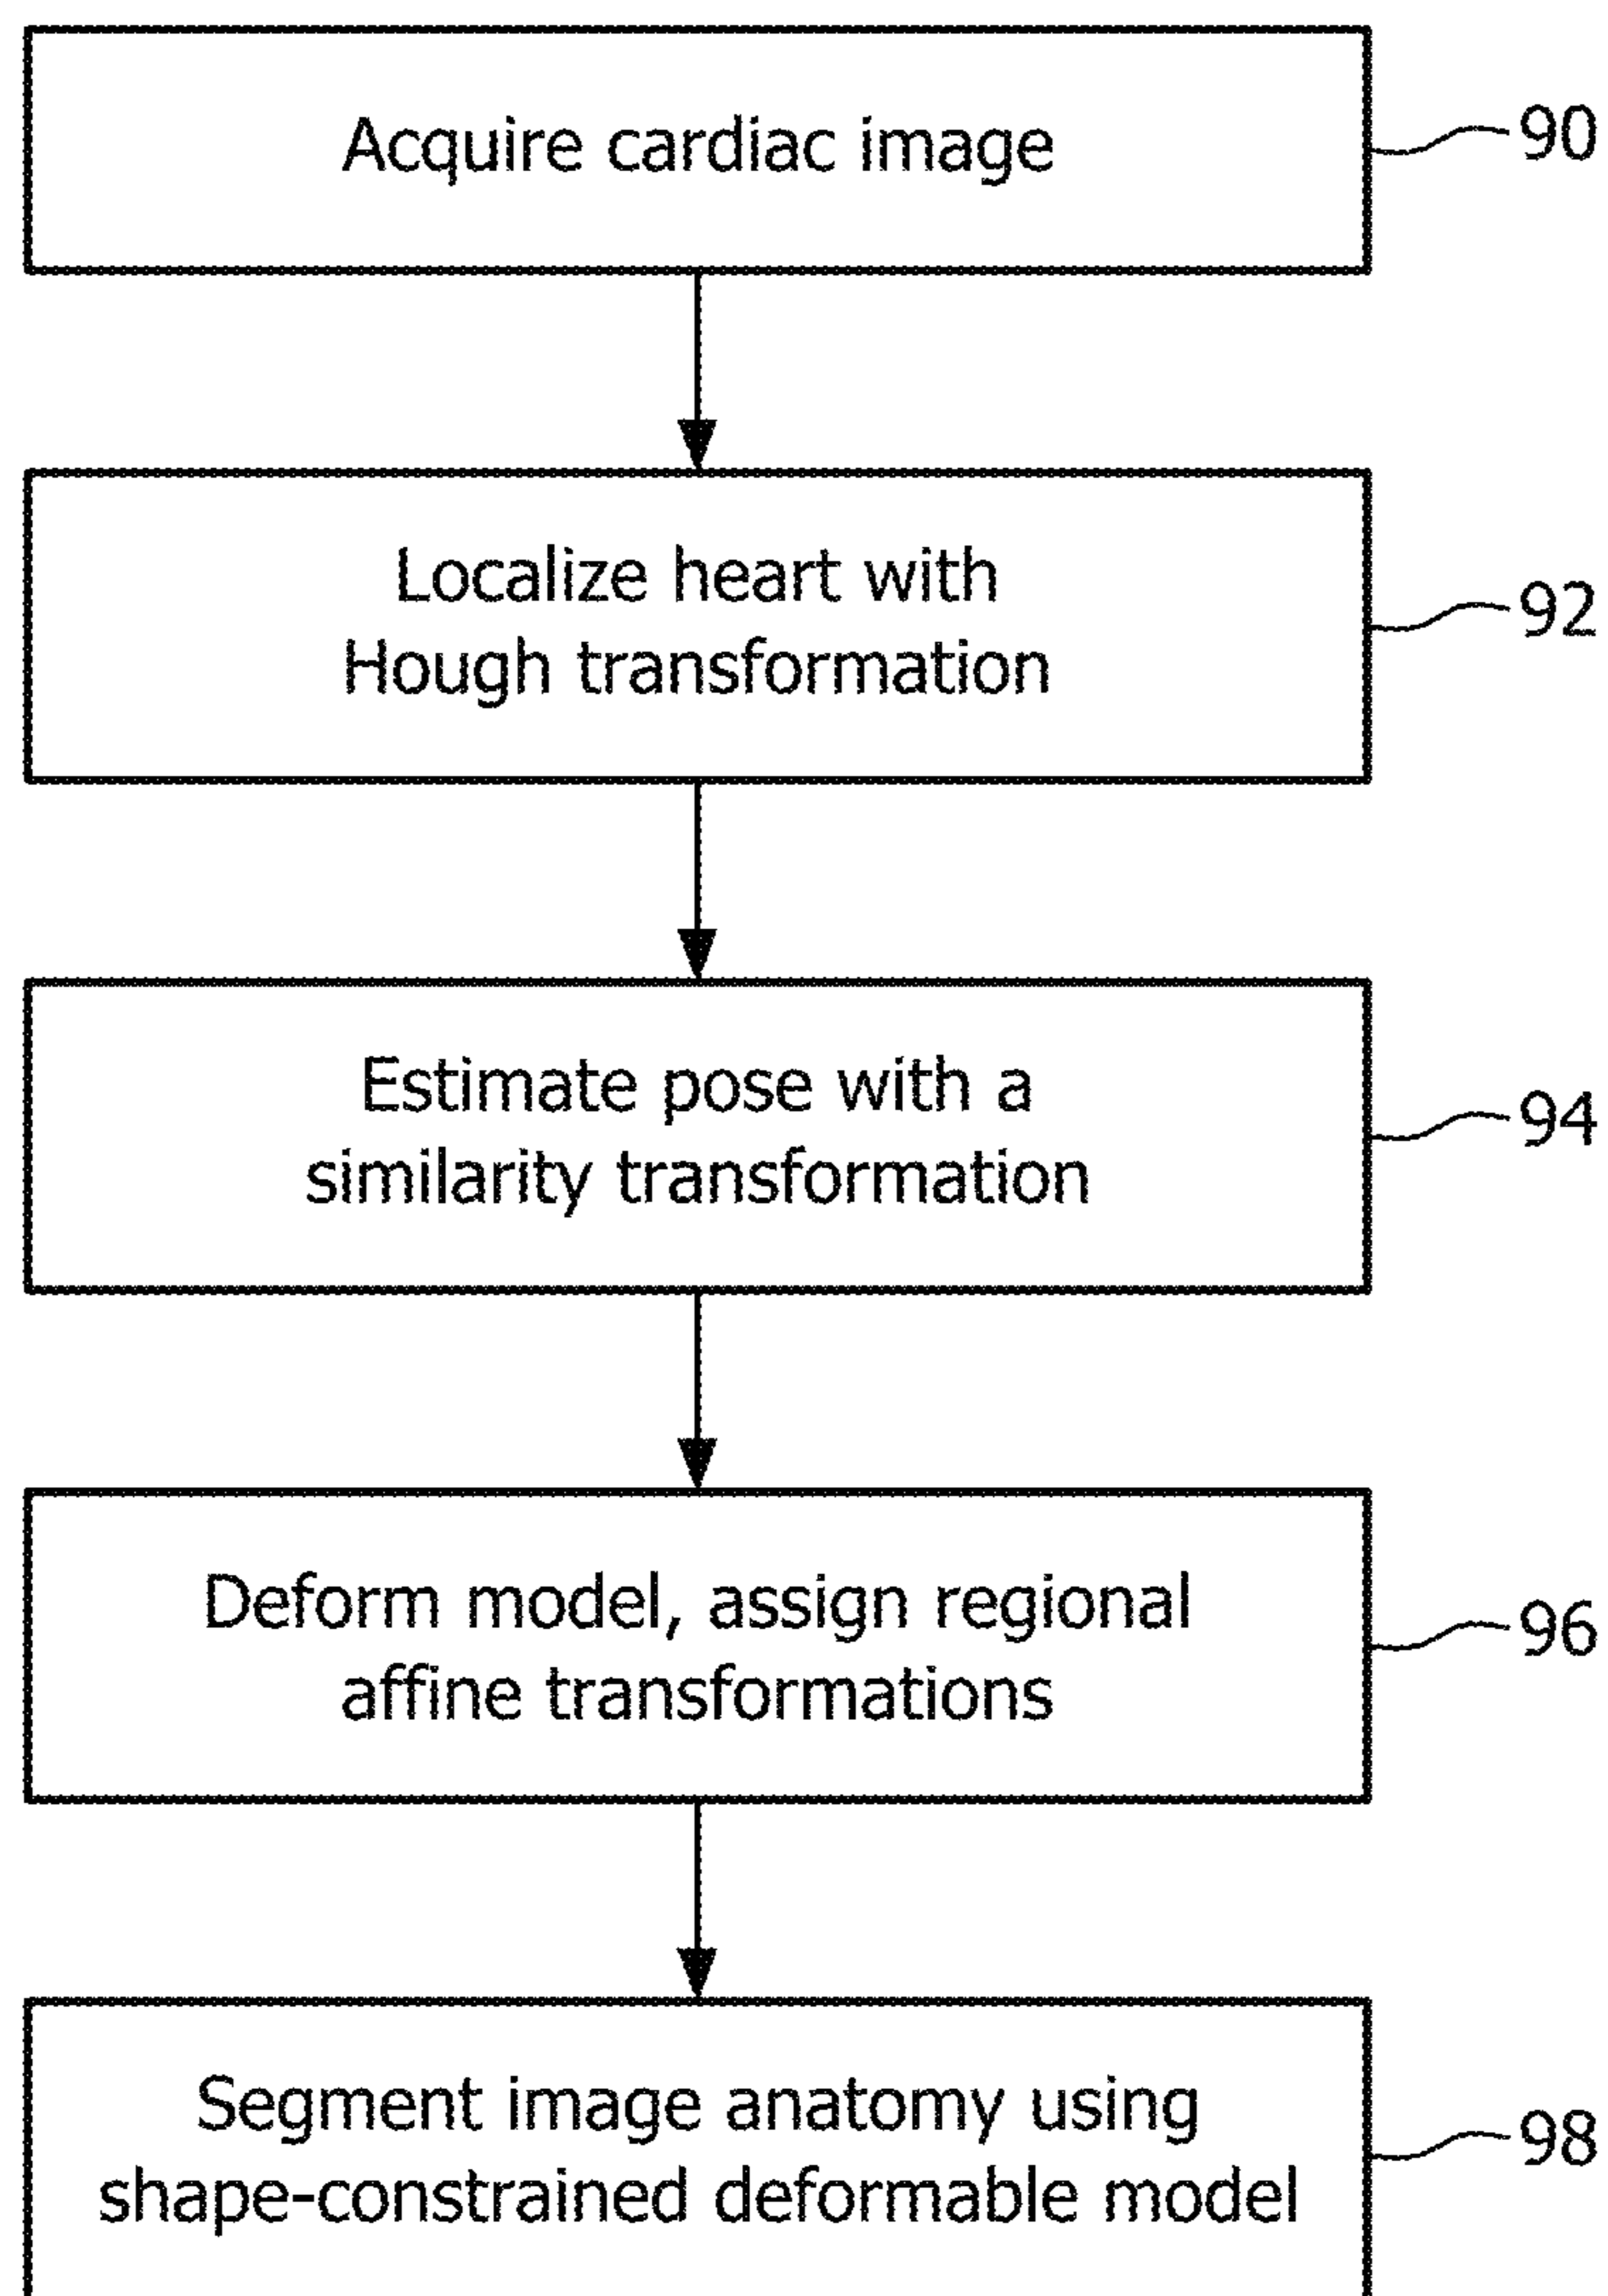 Acquire cardiac image
90
Localize heart with
Hough transformation
92
Estimate pose with a
similarity transformation
94
Deform model, assign regional
affine transformations
96
Segment image anatomy using
shape-constrained deformable model
98